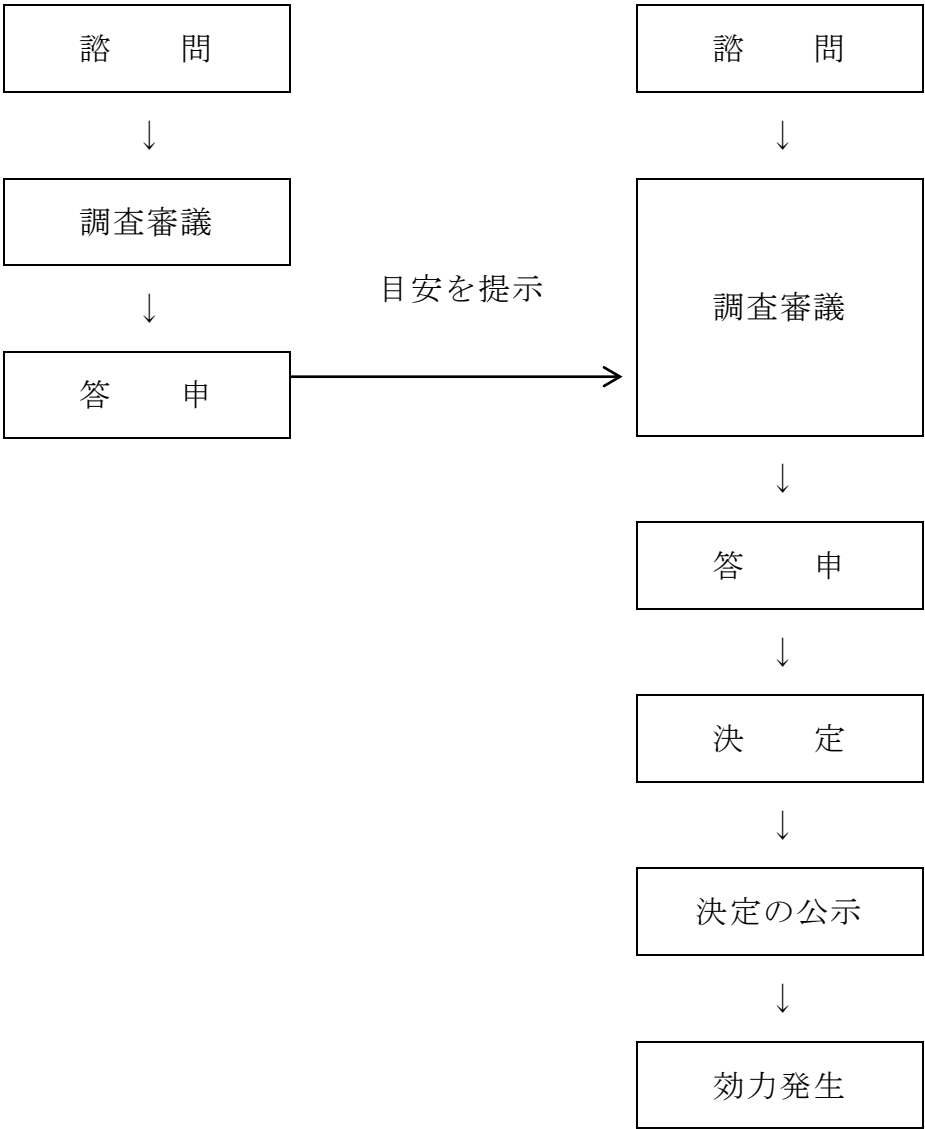 諮　　問
↓
調査審議
↓
答　　申
目安を提示
諮　　問
↓
調査審議
↓
答　　申
↓
決　　定
↓
決定の公示
↓
効力発生